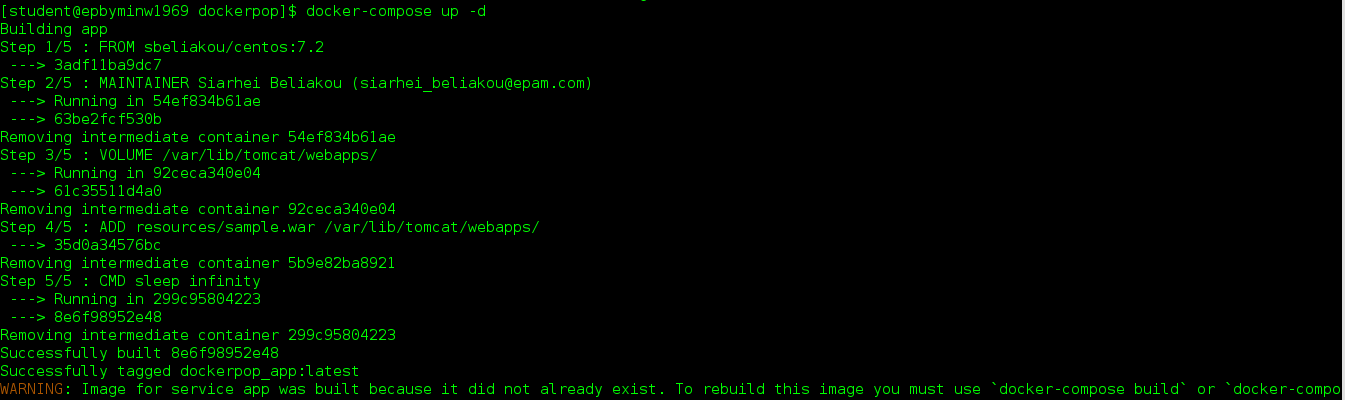 [student@epbyminw1969 dockerpop]$ docker-compose up -d
Building app
Step 1/5 : FROM sbeliakou/centos:7.2
 ---> 3adf11ba9dc7
Step 2/5 : MAINTAINER Siarhei Beliakou (siarhei_beliakou@epam.com)
 ---> Running in 54ef834b61ae
 ---> 63be2fcf530b
Removing intermediate container 54ef834b61ae
Step 3/5 : VOLUME /var/lib/tomcat/webapps/
 ---> Running in 92ceca340e04
 ---> 61c35511d4a0
Removing intermediate container 92ceca340e04
Step 4/5 : ADD resources/sample.war /var/lib/tomcat/webapps/
 ---> 35d0a34576bc
Removing intermediate container 5b9e82ba8921
Step 5/5 : CMD sleep infinity
 ---> Running in 299c95804223
 ---> 8e6f98952e48
Removing intermediate container 299c95804223
Successfully built 8e6f98952e48
Successfully tagged dockerpop_app:latest
WARNING: Image for service app was built because it did not already exist. To rebuild this image you must use `docker-compose build` or `docker-compo